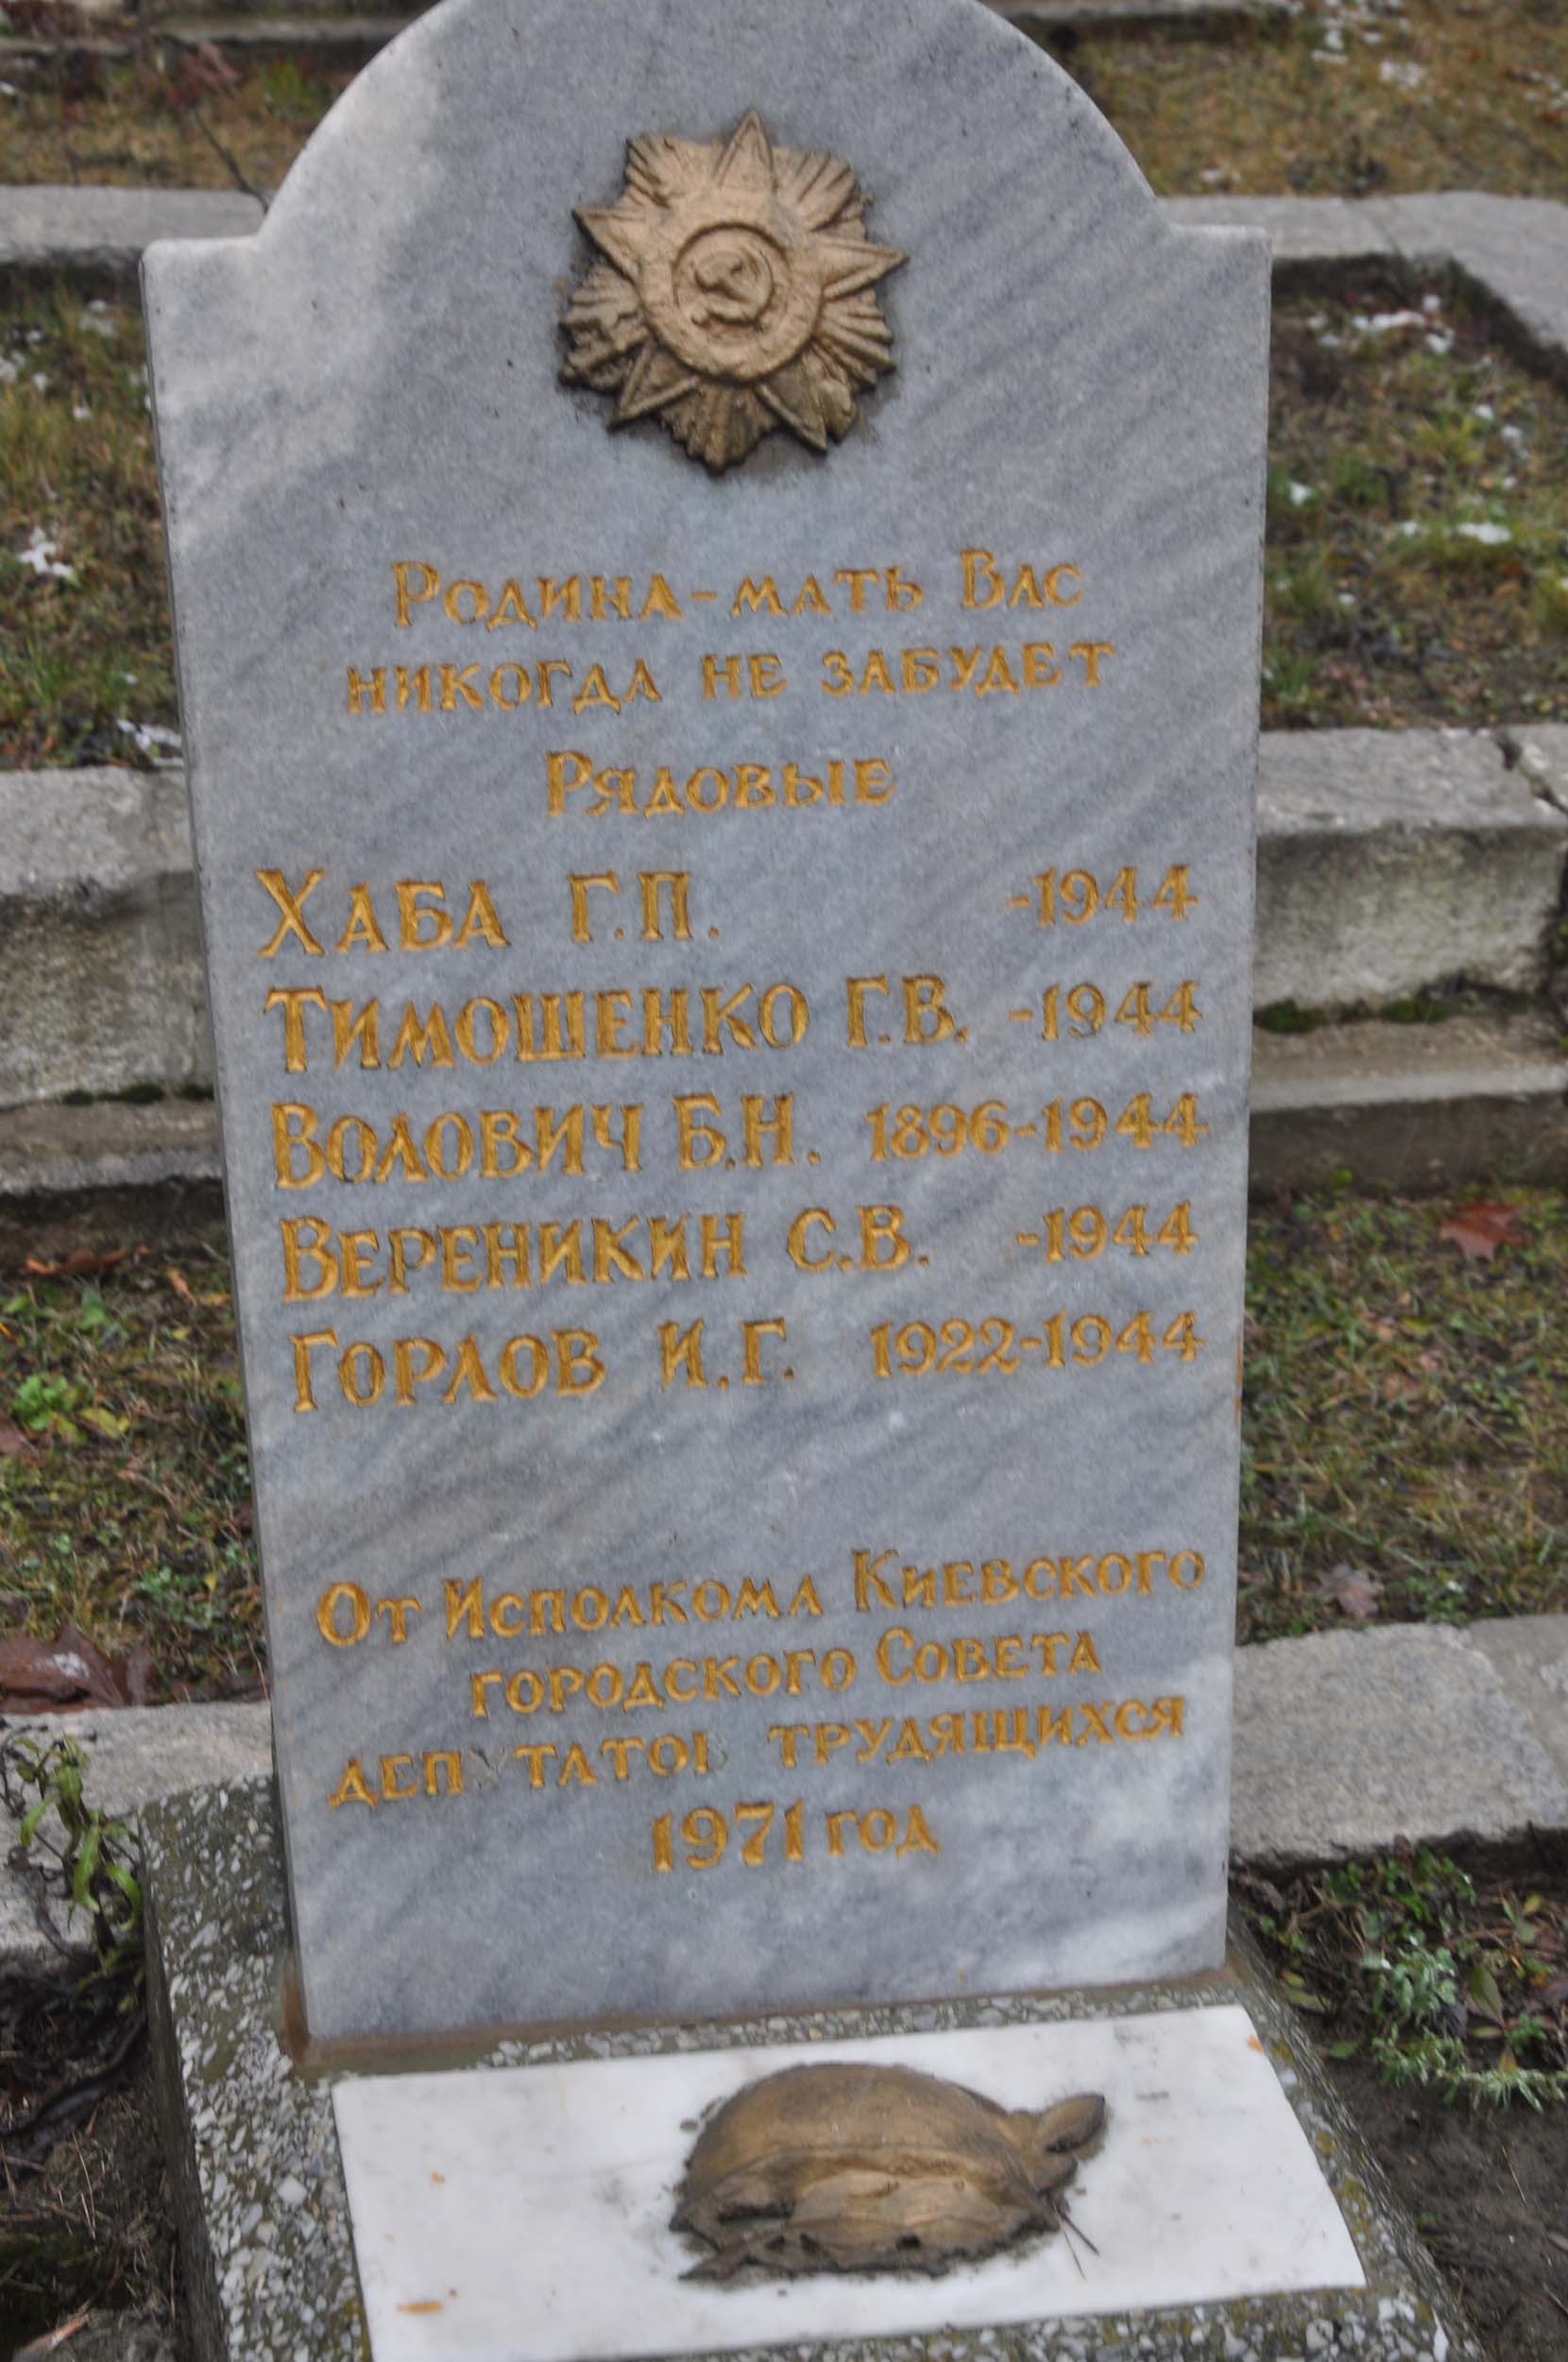 Родина-мать Вас
никогда не забудет
Рядовые
Хаба Г.П. -1944
Тимошенко Г.В. -1944
Волович Б.Н. 1896-1944
Вереникин С.В. -1944
Горлов И.Г. 1922-1944
От Исполкома Киевского
городского Совета
депутатов трудящихся
1971 год